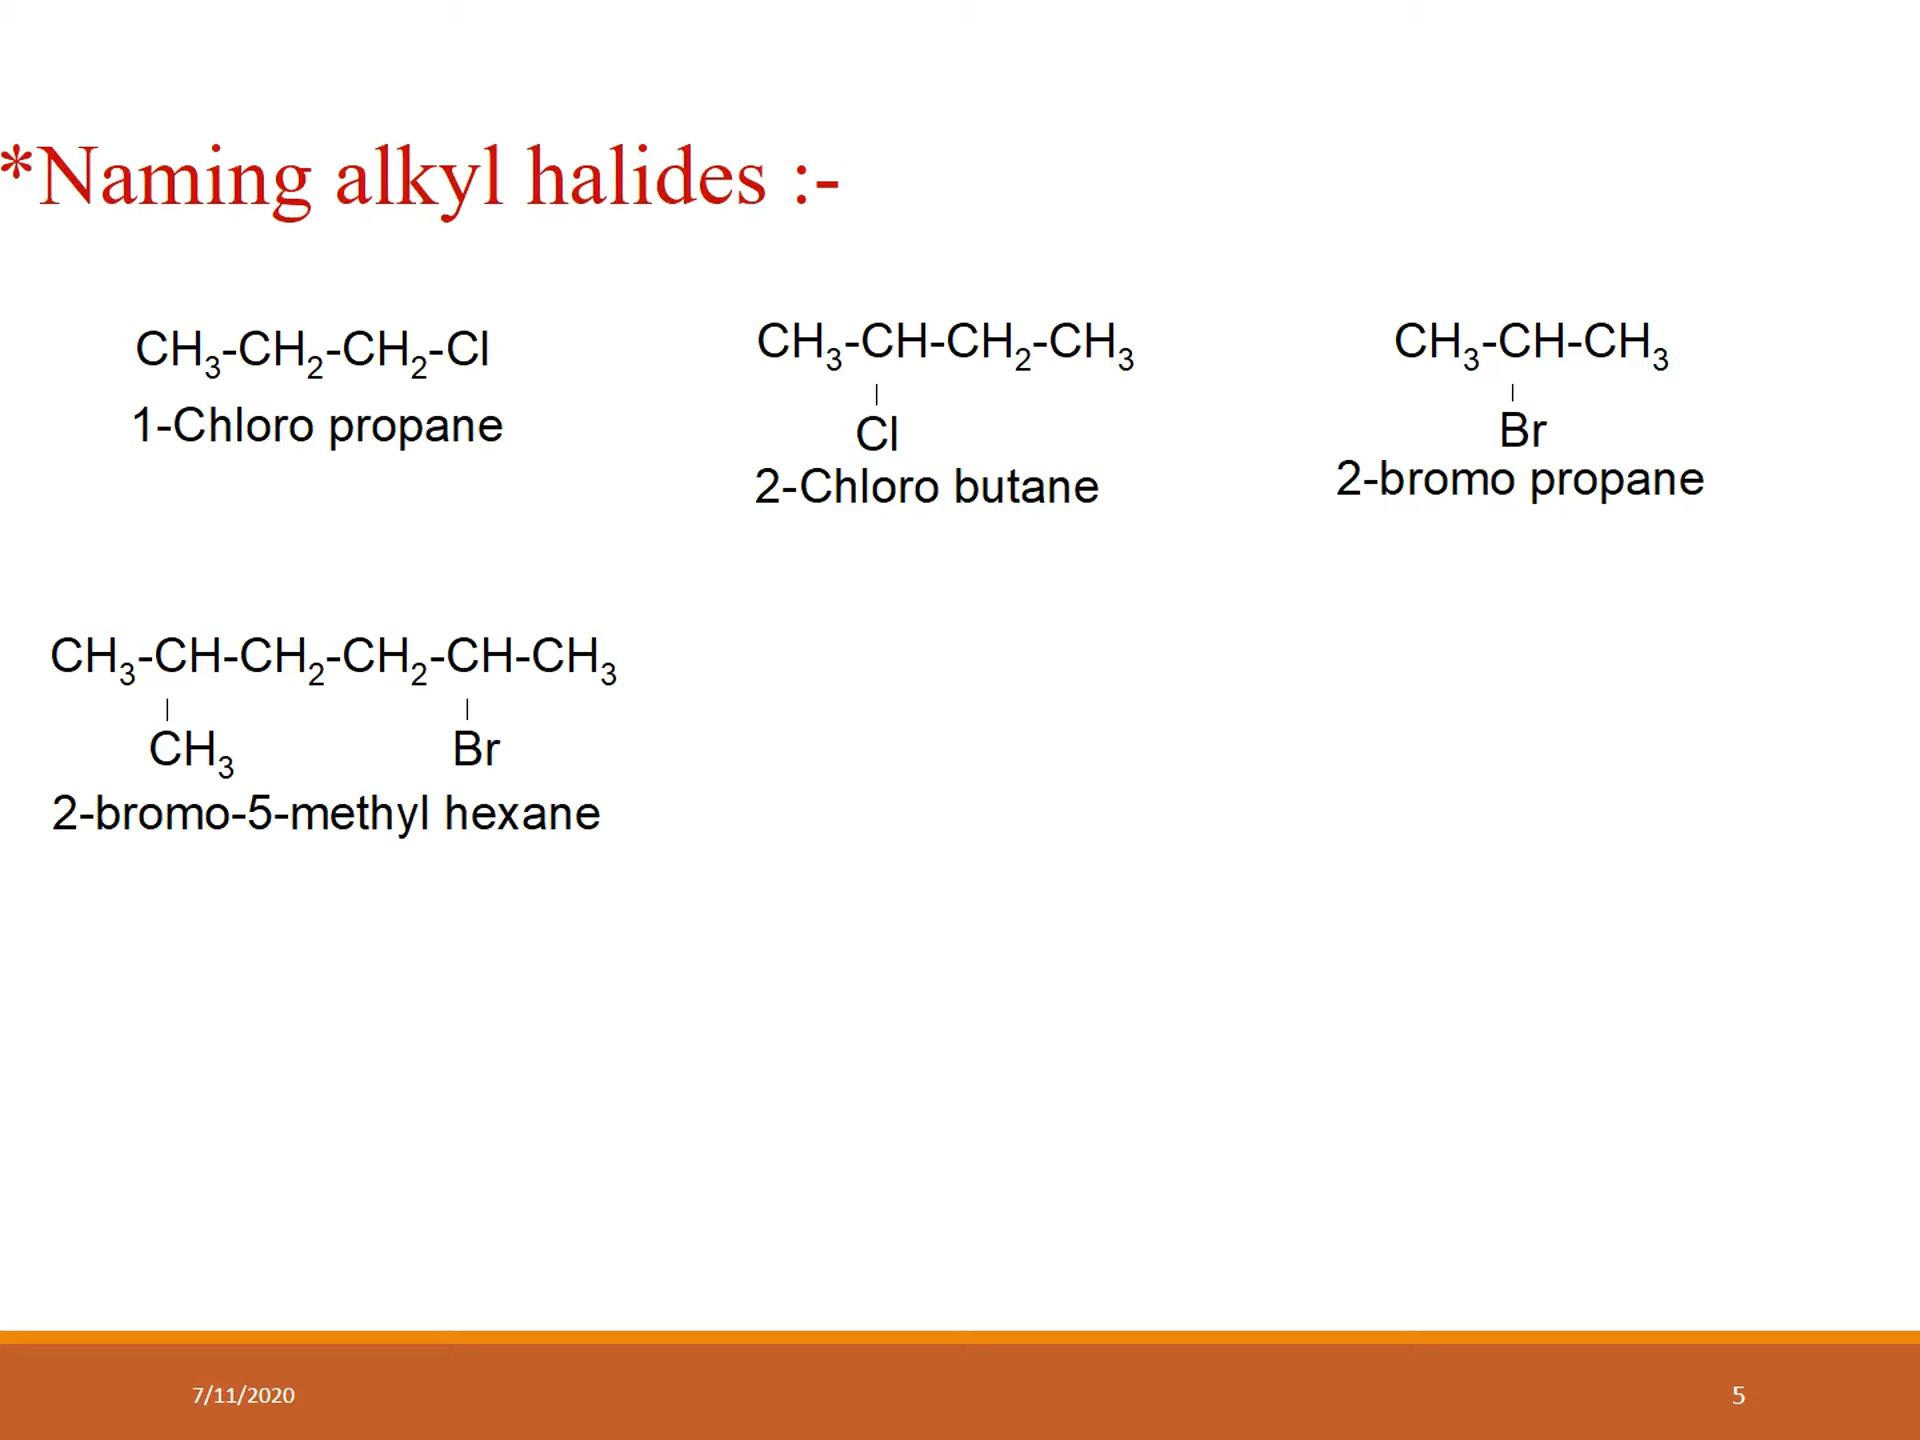 *Naming alkyl halides :-
CH₃-CH₂-CH₂-Cl
1-Chloro propane
CH₃-CH-CH₂-CH₃
|
Cl
2-Chloro butane
CH₃-CH-CH₃
|
Br
2-bromo propane
CH₃-CH-CH₂-CH₂-CH-CH₃
| |
CH₃ Br
2-bromo-5-methyl hexane
7/11/2020
5